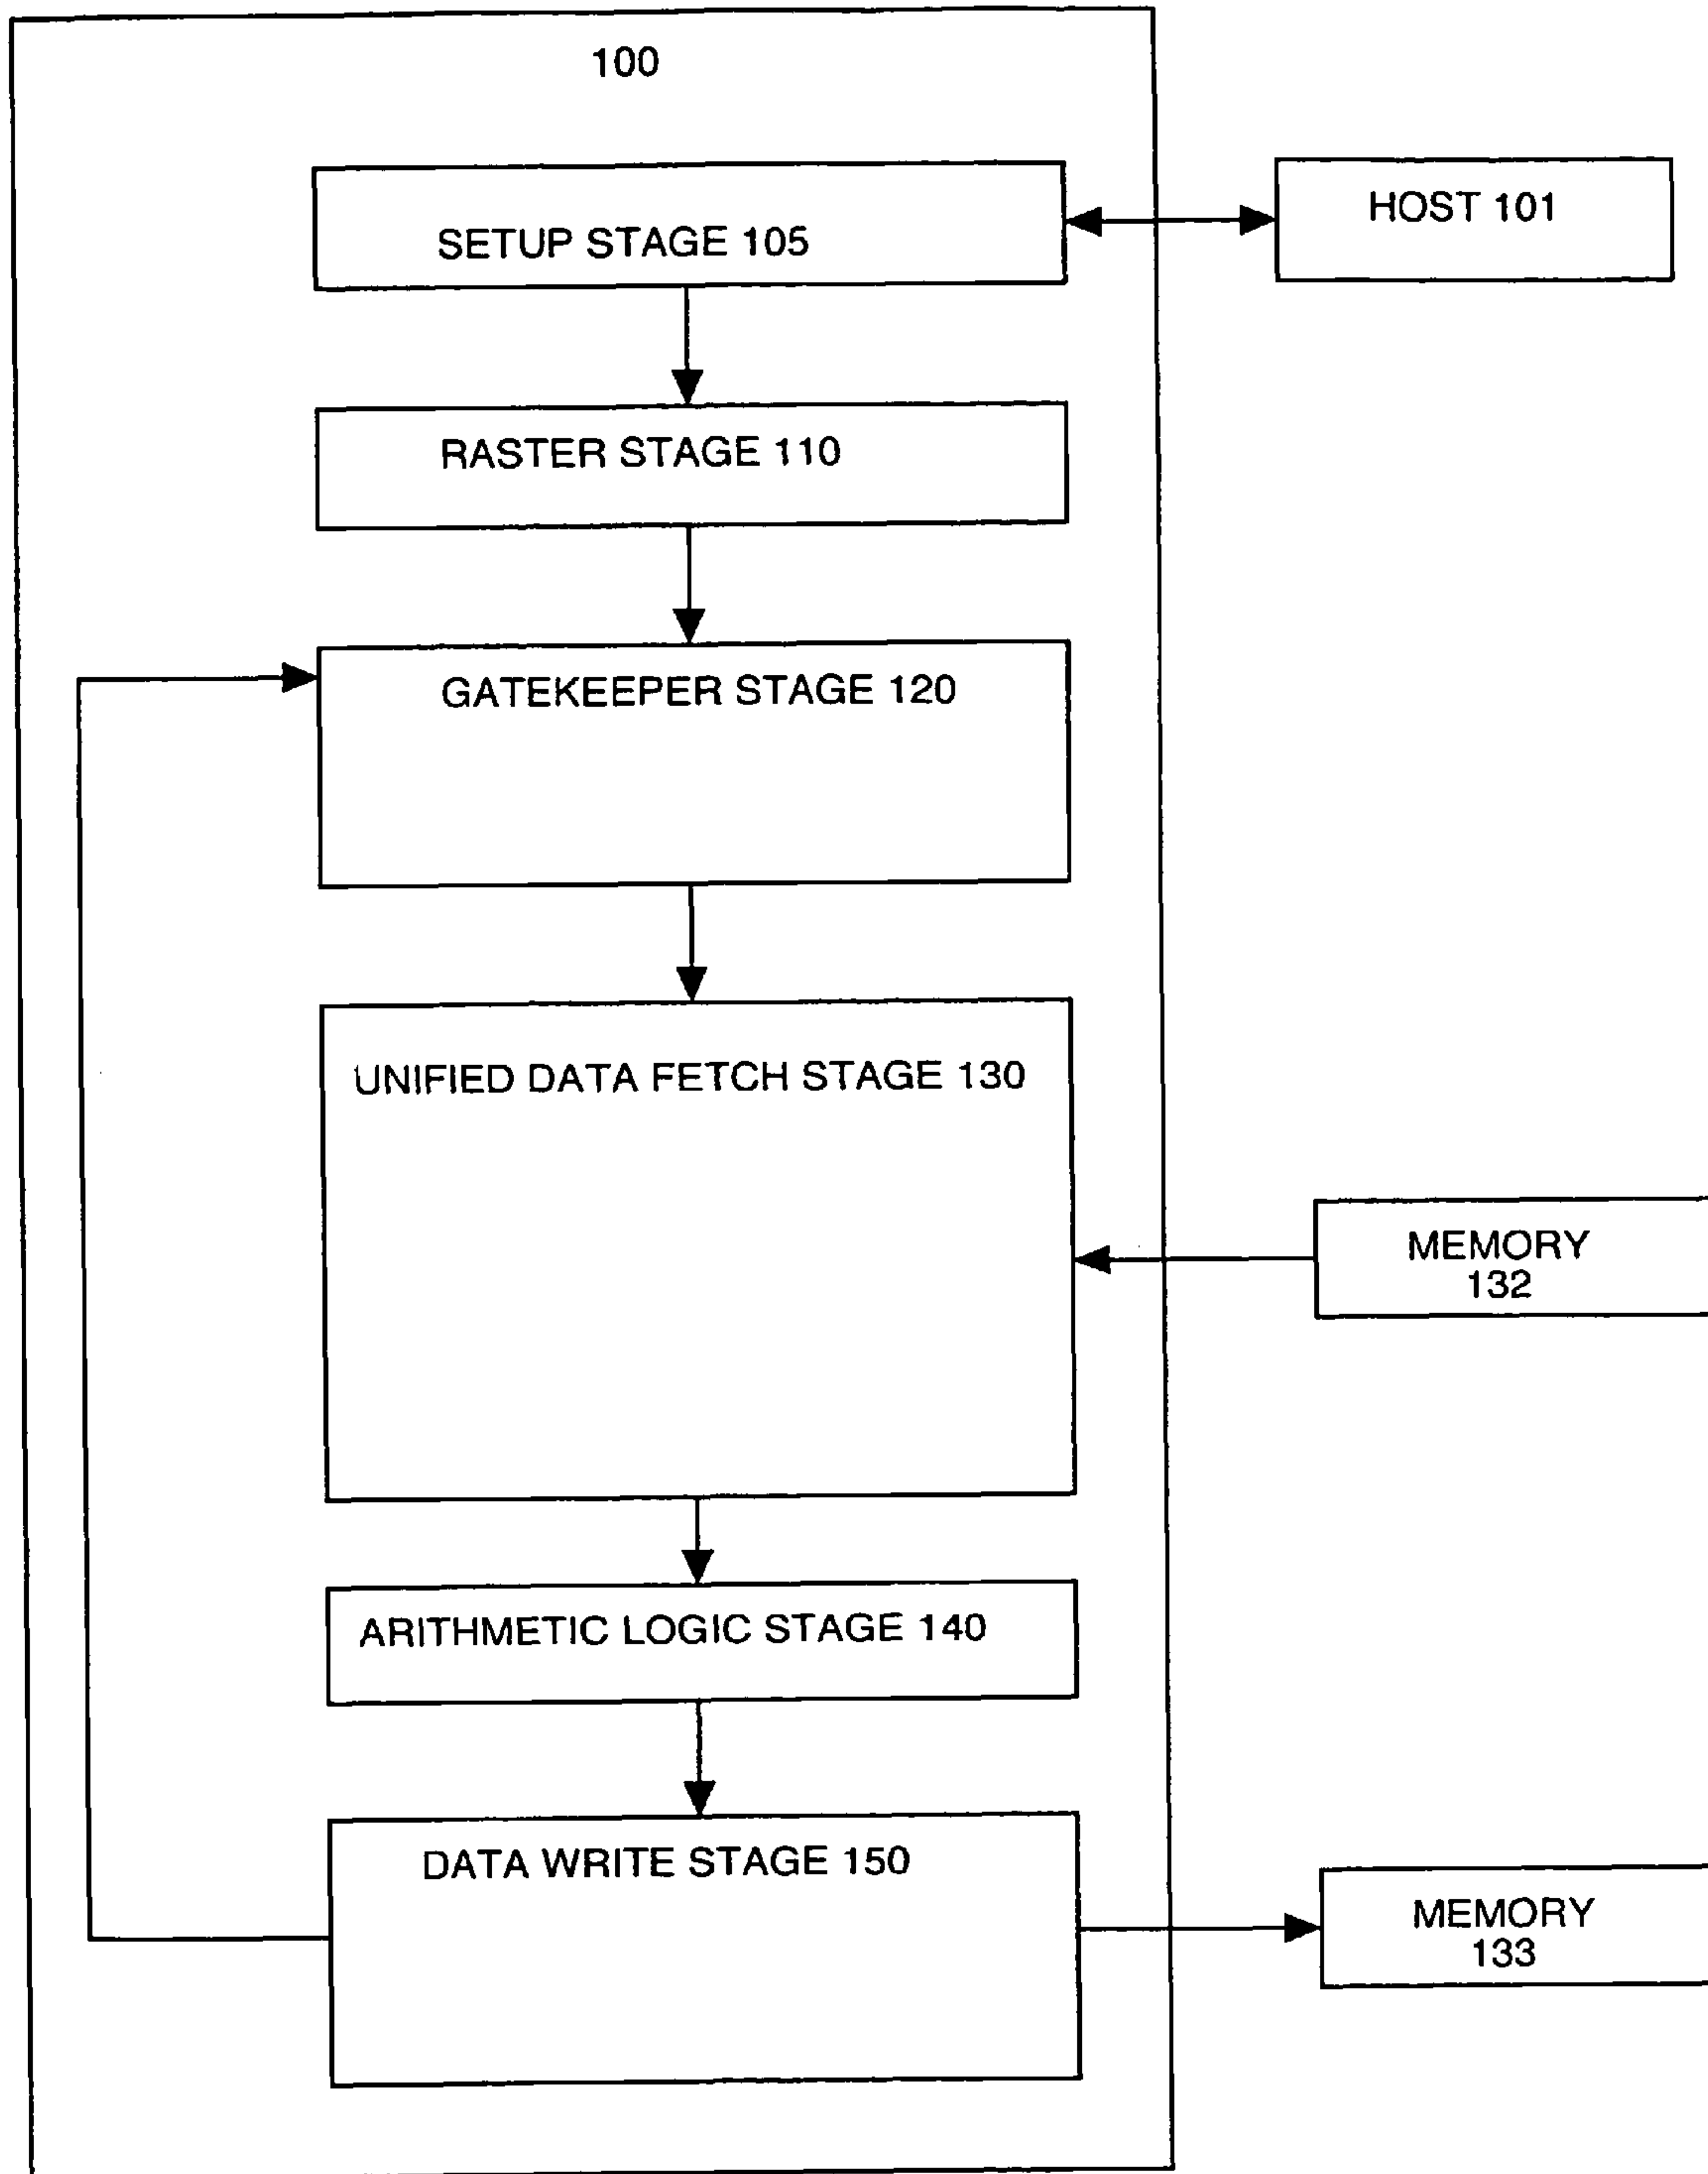 100
SETUP STAGE 105
HOST 101
RASTER STAGE 110
GATEKEEPER STAGE 120
UNIFIED DATA FETCH STAGE 130
MEMORY
132
ARITHMETIC LOGIC STAGE 140
DATA WRITE STAGE 150
MEMORY
133